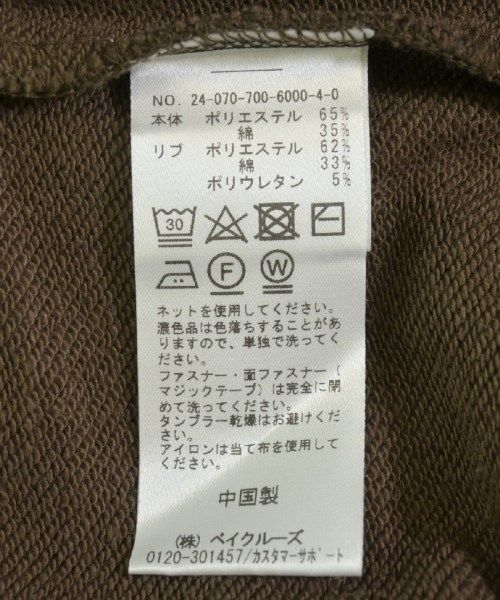 NO. 24-070-700-6000-4-0
本体 ポリエステル 65%
綿 35%
リブ ポリエステル 62%
綿 33%
ポリウレタン 5%
30
F W
ネットを使用してください。
濃色品は色落ちすることがあ
りますので、単独で洗ってく
ださい。
ファスナー・面ファスナー(
マジックテープ)は完全に閉
めて洗ってください。
タンブラー乾燥はお避けくだ
さい。
アイロンは当て布を使用して
ください。
中国製
(株) ベイクルーズ
0120-301457/カスタマーサポート